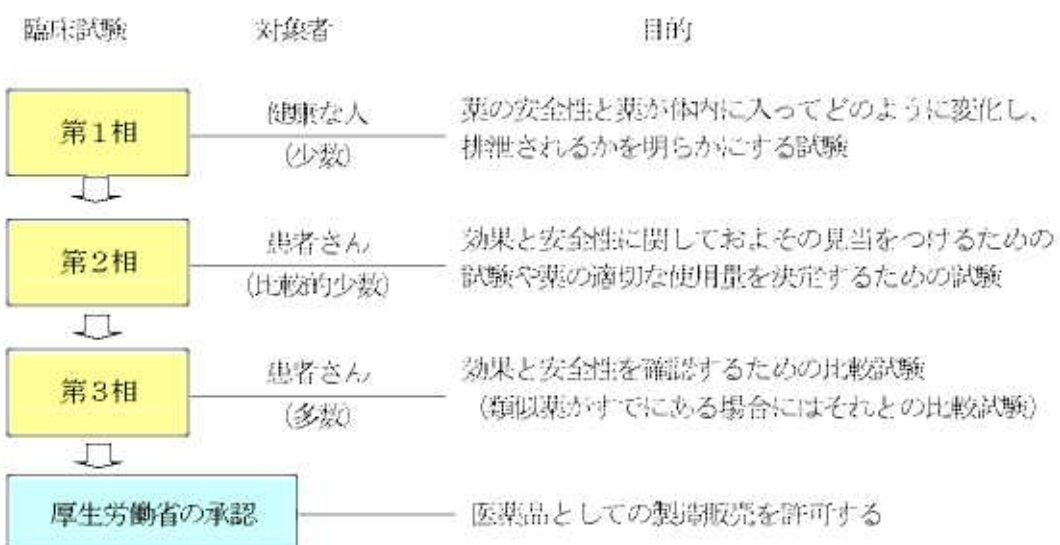 臨床試験 対象者 目的
第1相 健康な人 薬の安全性と薬が体内に入ってどのように変化し、
(少数) 排泄されるかを明らかにする試験
第2相 患者さん 効果と安全性に関しておよその見当をつけるための
(比較的少数) 試験や薬の適切な使用量を決定するための試験
第3相 患者さん 効果と安全性を確認するための比較試験
(多数) (類似薬がすでにある場合にはそれとの比較試験)
厚生労働省の承認 医薬品としての製造販売を許可する